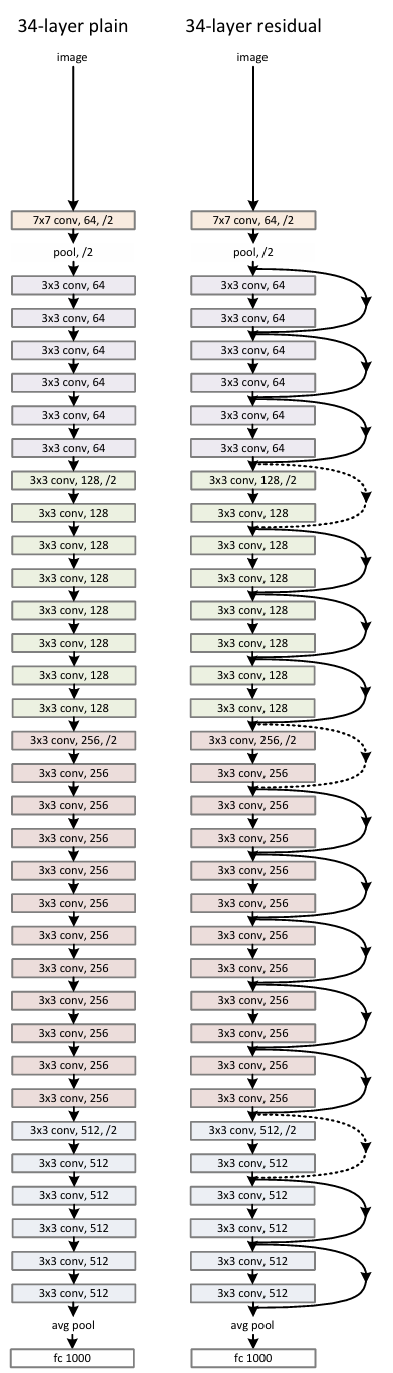 34-layer plain
image
7x7 conv, 64, /2
pool, /2
3x3 conv, 64
3x3 conv, 64
3x3 conv, 64
3x3 conv, 64
3x3 conv, 64
3x3 conv, 64
3x3 conv, 128, /2
3x3 conv, 128
3x3 conv, 128
3x3 conv, 128
3x3 conv, 128
3x3 conv, 128
3x3 conv, 128
3x3 conv, 128
3x3 conv, 256, /2
3x3 conv, 256
3x3 conv, 256
3x3 conv, 256
3x3 conv, 256
3x3 conv, 256
3x3 conv, 256
3x3 conv, 256
3x3 conv, 256
3x3 conv, 256
3x3 conv, 256
3x3 conv, 256
3x3 conv, 512, /2
3x3 conv, 512
3x3 conv, 512
3x3 conv, 512
3x3 conv, 512
3x3 conv, 512
avg pool
fc 1000
34-layer residual
image
7x7 conv, 64, /2
pool, /2
3x3 conv, 64
3x3 conv, 64
3x3 conv, 64
3x3 conv, 64
3x3 conv, 64
3x3 conv, 64
3x3 conv, 128, /2
3x3 conv, 128
3x3 conv, 128
3x3 conv, 128
3x3 conv, 128
3x3 conv, 128
3x3 conv, 128
3x3 conv, 128
3x3 conv, 256, /2
3x3 conv, 256
3x3 conv, 256
3x3 conv, 256
3x3 conv, 256
3x3 conv, 256
3x3 conv, 256
3x3 conv, 256
3x3 conv, 256
3x3 conv, 256
3x3 conv, 256
3x3 conv, 256
3x3 conv, 512, /2
3x3 conv, 512
3x3 conv, 512
3x3 conv, 512
3x3 conv, 512
3x3 conv, 512
avg pool
fc 1000